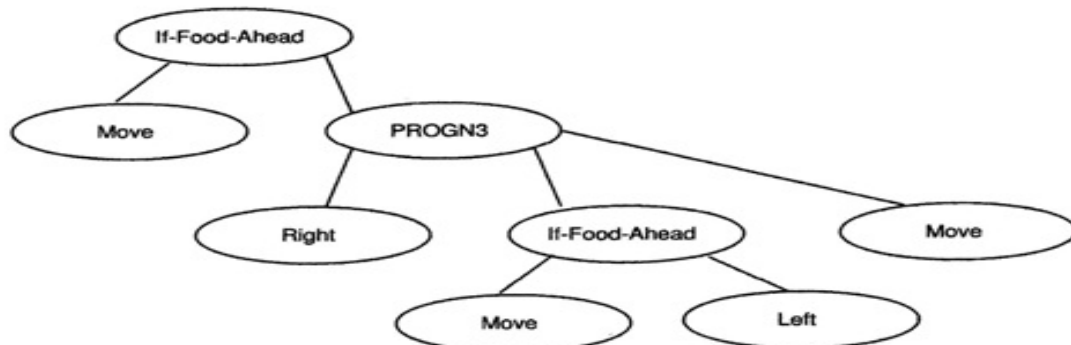 If-Food-Ahead
Move
PROGN3
Right
If-Food-Ahead
Move
Move
Left